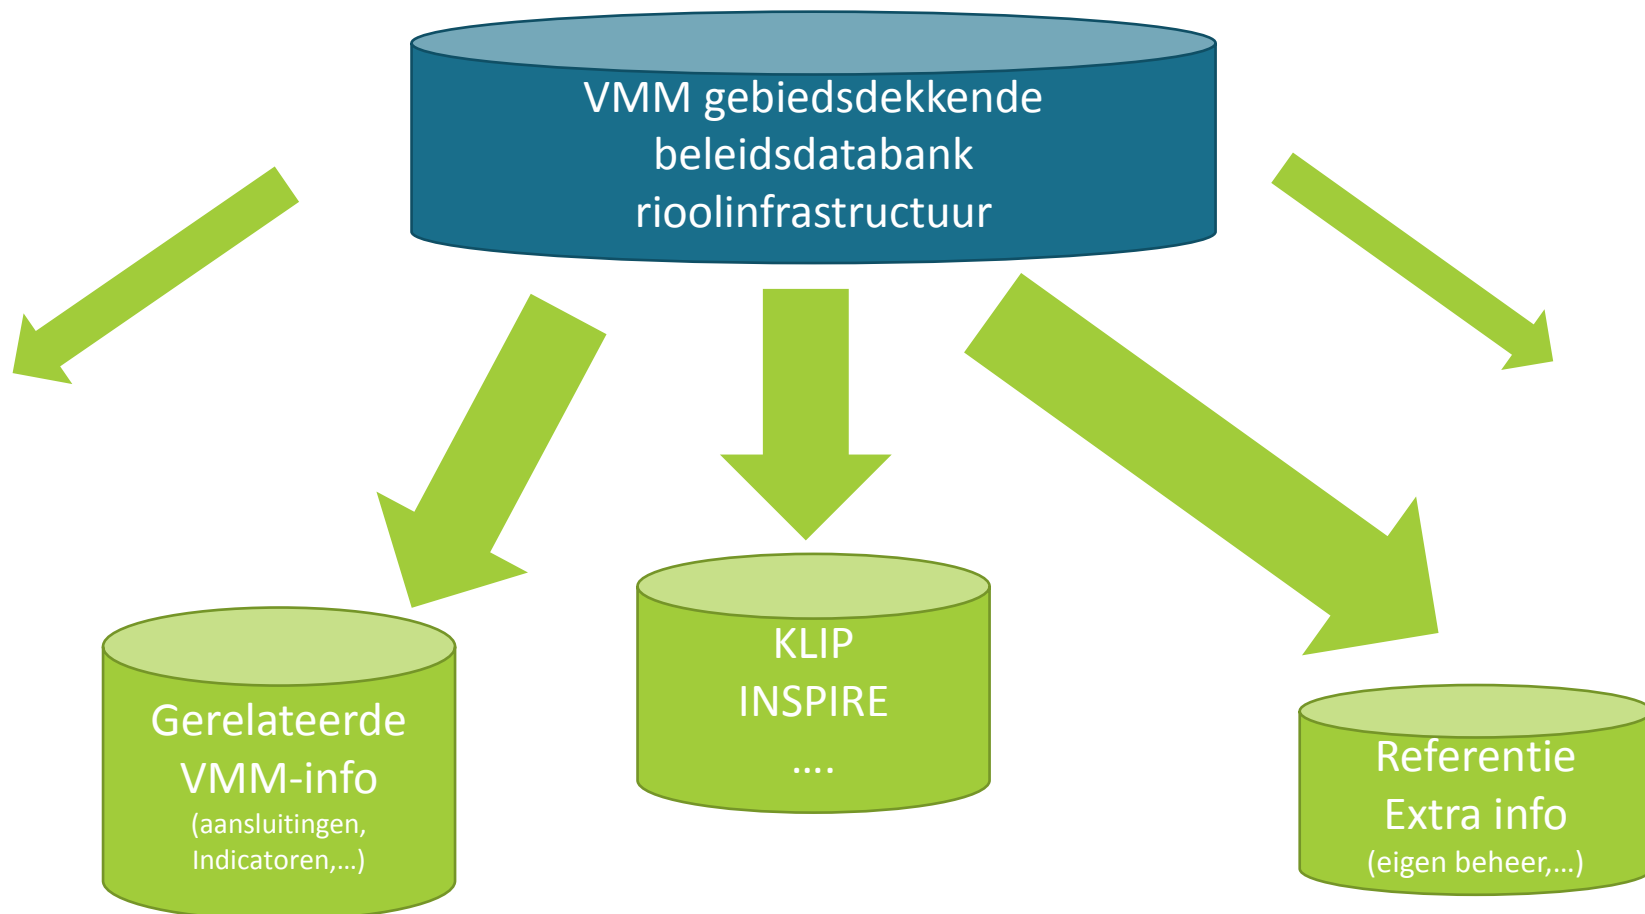 VMM gebiedsdekkende
beleidsdatabank
rioolinfrastructuur
Gerelateerde
VMM-info
(aansluitingen,
Indicatoren,...)
KLIP
INSPIRE
....
Referentie
Extra info
(eigen beheer,...)